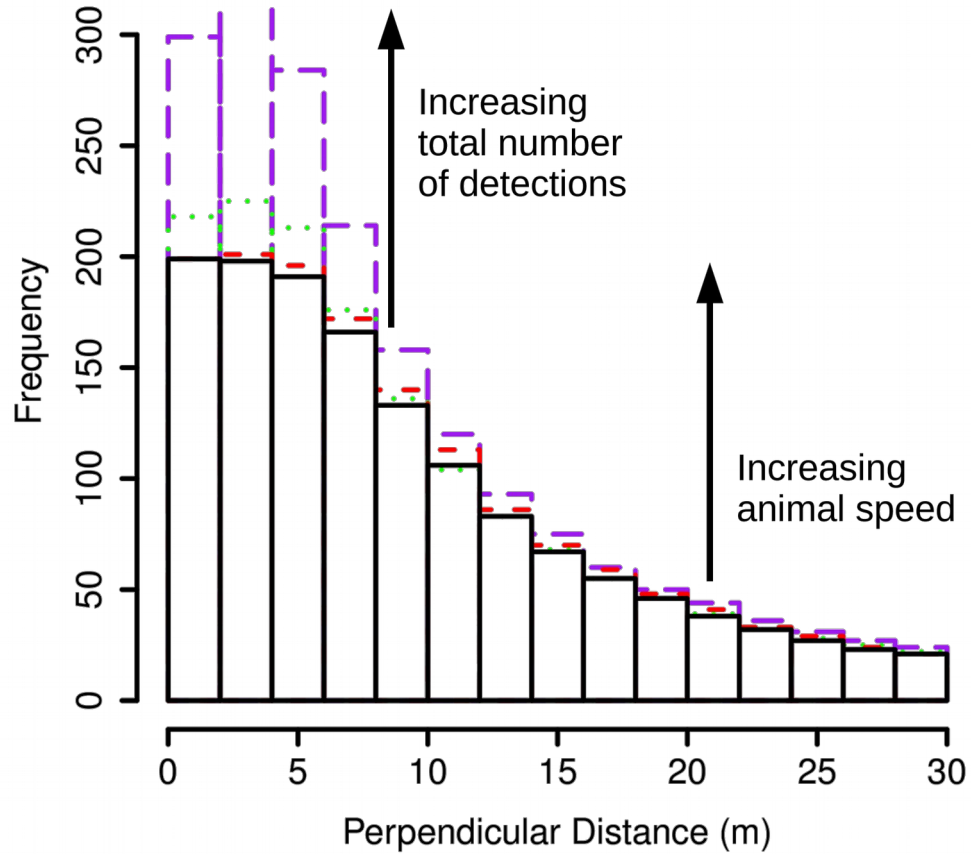 300
250
200
150
100
50
0
Frequency
Increasing
total number
of detections
Increasing
animal speed
0 5 10 15 20 25 30
Perpendicular Distance (m)